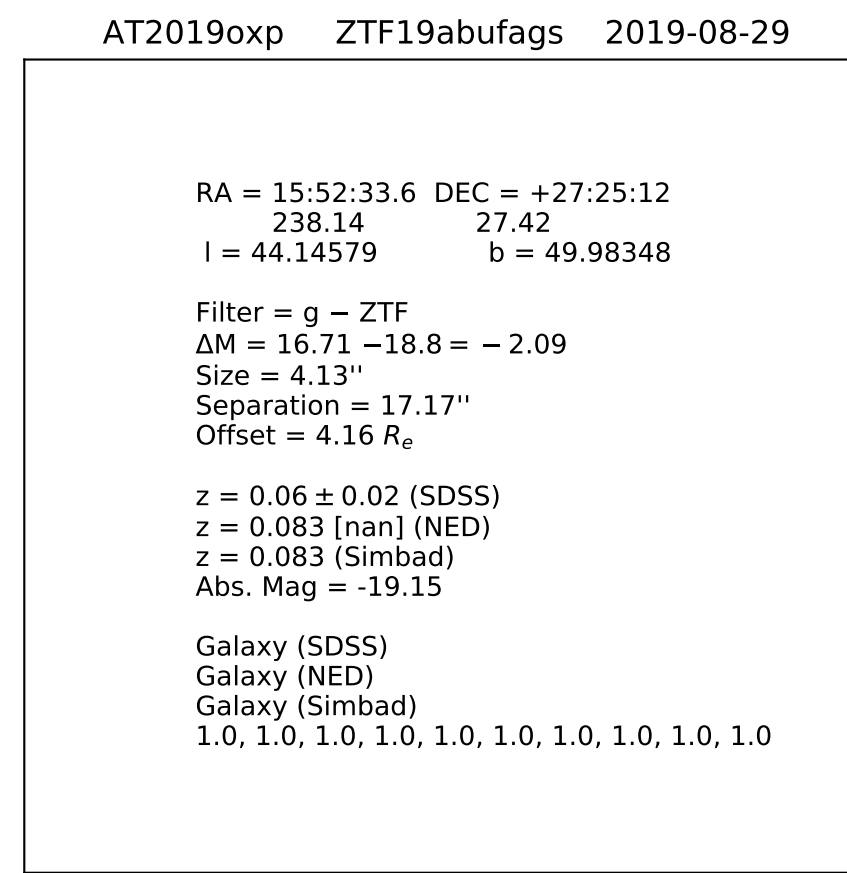 AT2019oxp ZTF19abufags 2019-08-29
RA = 15:52:33.6 DEC = +27:25:12
238.14 27.42
l = 44.14579 b = 49.98348
Filter = g − ZTF
ΔM = 16.71 −18.8 = − 2.09
Size = 4.13''
Separation = 17.17''
Offset = 4.16 Re
z = 0.06 ± 0.02 (SDSS)
z = 0.083 [nan] (NED)
z = 0.083 (Simbad)
Abs. Mag = -19.15
Galaxy (SDSS)
Galaxy (NED)
Galaxy (Simbad)
1.0, 1.0, 1.0, 1.0, 1.0, 1.0, 1.0, 1.0, 1.0, 1.0